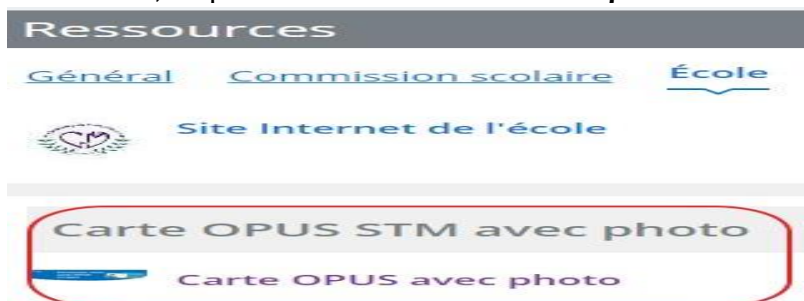 Ressources
Général Commission scolaire École
Site Internet de l'école
Carte OPUS STM avec photo
Carte OPUS avec photo